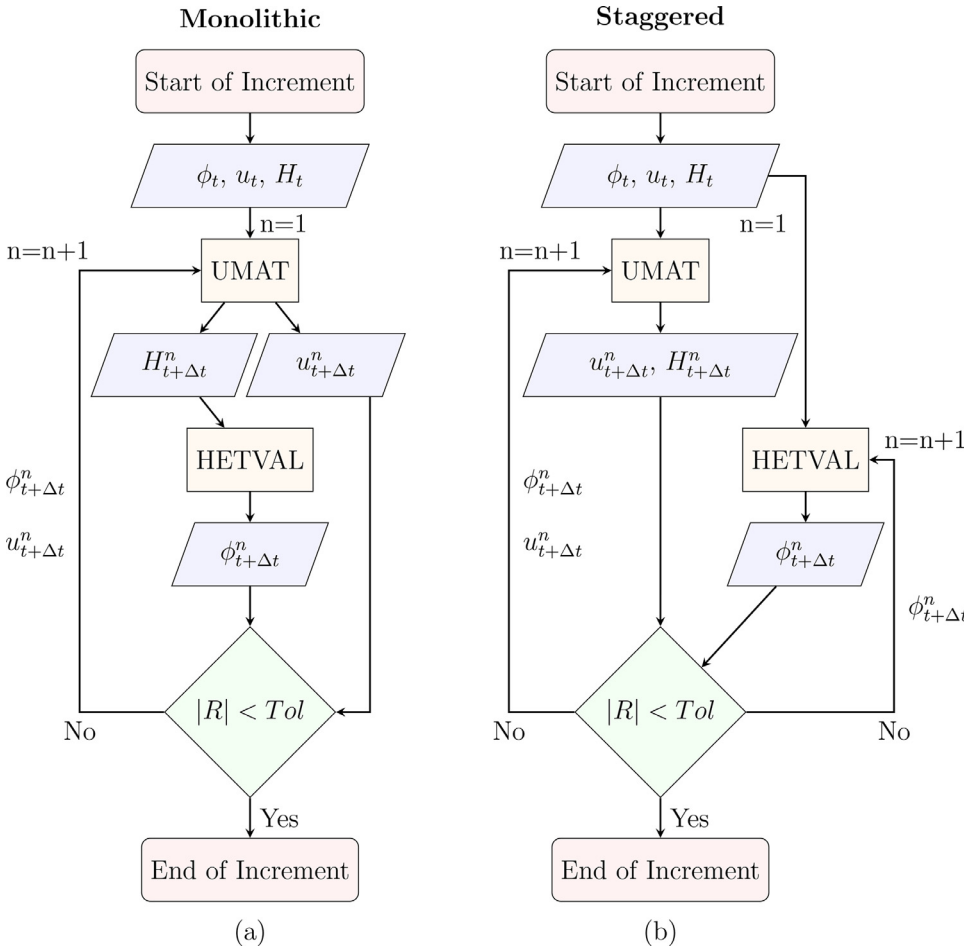 Monolithic
Start of Increment
ϕ_t, u_t, H_t
n=1
n=n+1
UMAT
H^n_{t+Δt}
u^n_{t+Δt}
HETVAL
ϕ^n_{t+Δt}
u^n_{t+Δt}
ϕ^n_{t+Δt}
|R| < Tol
No
Yes
End of Increment
(a)
Staggered
Start of Increment
ϕ_t, u_t, H_t
n=1
n=n+1
UMAT
u^n_{t+Δt}, H^n_{t+Δt}
n=n+1
HETVAL
ϕ^n_{t+Δt}
u^n_{t+Δt}
ϕ^n_{t+Δt}
ϕ^n_{t+Δt}
|R| < Tol
No
No
Yes
End of Increment
(b)